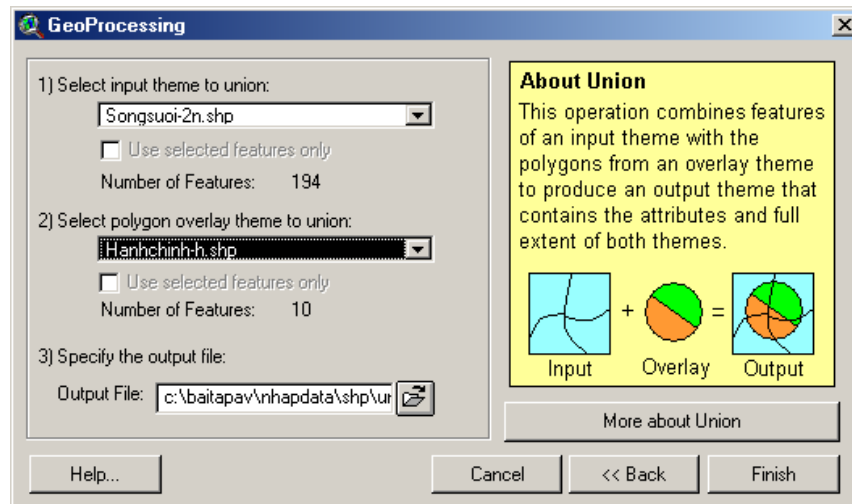 GeoProcessing
1) Select input theme to union:
Songsuoi-2n.shp
Use selected features only
Number of Features: 194
2) Select polygon overlay theme to union:
Hanhchinh-h.shp
Use selected features only
Number of Features: 10
3) Specify the output file:
Output File: c:\baitapav\nhapdata\shp\ur
About Union
This operation combines features
of an input theme with the
polygons from an overlay theme
to produce an output theme that
contains the attributes and full
extent of both themes.
+ =
Input Overlay Output
More about Union
Help... Cancel << Back Finish